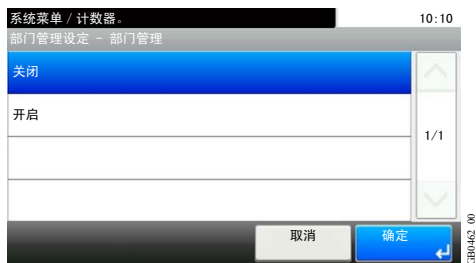 系统菜单 / 计数器。 10:10
部门管理设定 - 部门管理
关闭
开启
1/1
取消 确定
GB0462_00